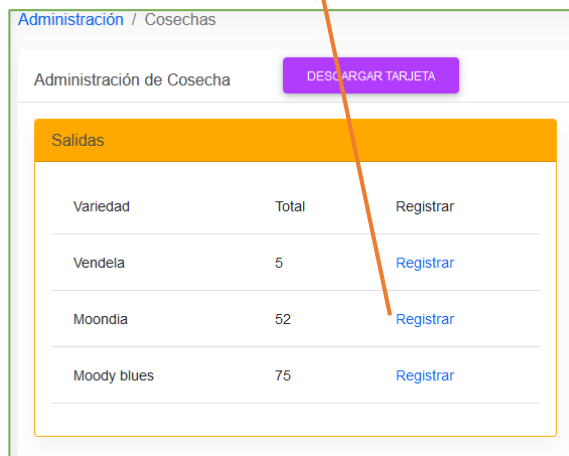 Administración / Cosechas
Administración de Cosecha DESCARGAR TARJETA
Salidas
Variedad Total Registrar
Vendela 5 Registrar
Moondia 52 Registrar
Moody blues 75 Registrar